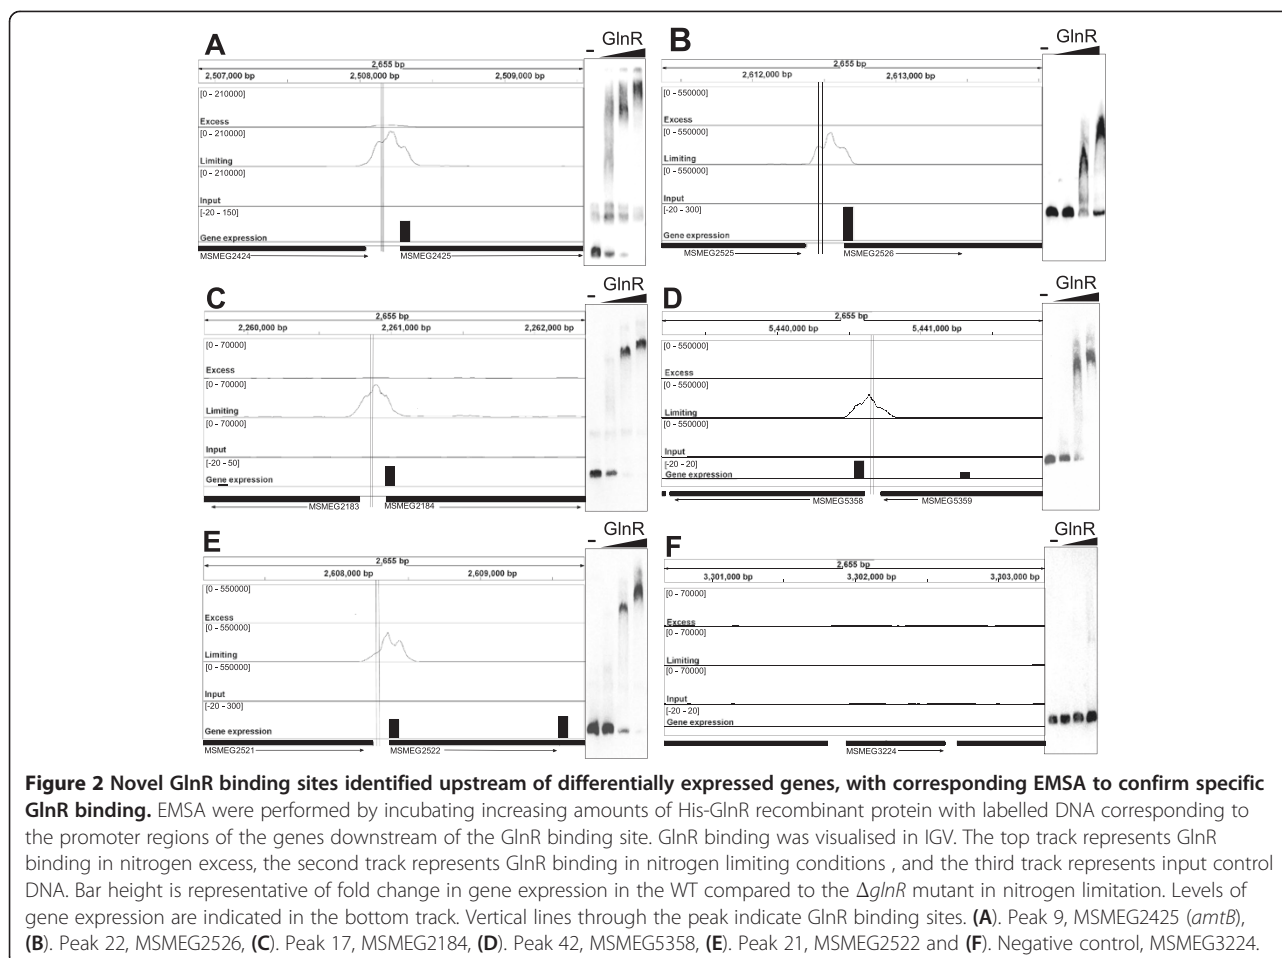 A
GlnR
–
2,655 bp
2,507,000 bp 2,508,000 bp 2,509,000 bp
[0 - 210000]
Excess
[0 - 210000]
Limiting
[0 - 210000]
Input
[-20 - 150]
Gene expression
MSMEG2424 MSMEG2425
B
GlnR
–
2,655 bp
2,612,000 bp 2,613,000 bp
[0 - 550000]
Excess
[0 - 550000]
Limiting
[0 - 550000]
Input
[-20 - 300]
Gene expression
MSMEG2525 MSMEG2526
C
GlnR
–
2,655 bp
2,260,000 bp 2,261,000 bp 2,262,000 bp
[0 - 70000]
Excess
[0 - 70000]
Limiting
[0 - 70000]
Input
[-20 - 50]
Gene expression
MSMEG2183 MSMEG2184
D
GlnR
–
2,655 bp
5,440,000 bp 5,441,000 bp
[0 - 550000]
Excess
[0 - 550000]
Limiting
[0 - 550000]
Input
[-20 - 20]
Gene expression
MSMEG5358 MSMEG5359
E
GlnR
–
2,655 bp
2,608,000 bp 2,609,000 bp
[0 - 550000]
Excess
[0 - 550000]
Limiting
[0 - 550000]
Input
[-20 - 300]
Gene expression
MSMEG2521 MSMEG2522
F
GlnR
–
2,655 bp
3,301,000 bp 3,302,000 bp 3,303,000 bp
[0 - 70000]
Excess
[0 - 70000]
Limiting
[0 - 70000]
Input
[-20 - 20]
Gene expression
MSMEG3224
Figure 2 Novel GlnR binding sites identified upstream of differentially expressed genes, with corresponding EMSA to confirm specific
GlnR binding. EMSA were performed by incubating increasing amounts of His-GlnR recombinant protein with labelled DNA corresponding to
the promoter regions of the genes downstream of the GlnR binding site. GlnR binding was visualised in IGV. The top track represents GlnR
binding in nitrogen excess, the second track represents GlnR binding in nitrogen limiting conditions , and the third track represents input control
DNA. Bar height is representative of fold change in gene expression in the WT compared to the ΔglnR mutant in nitrogen limitation. Levels of
gene expression are indicated in the bottom track. Vertical lines through the peak indicate GlnR binding sites. (A). Peak 9, MSMEG2425 (amtB),
(B). Peak 22, MSMEG2526, (C). Peak 17, MSMEG2184, (D). Peak 42, MSMEG5358, (E). Peak 21, MSMEG2522 and (F). Negative control, MSMEG3224.